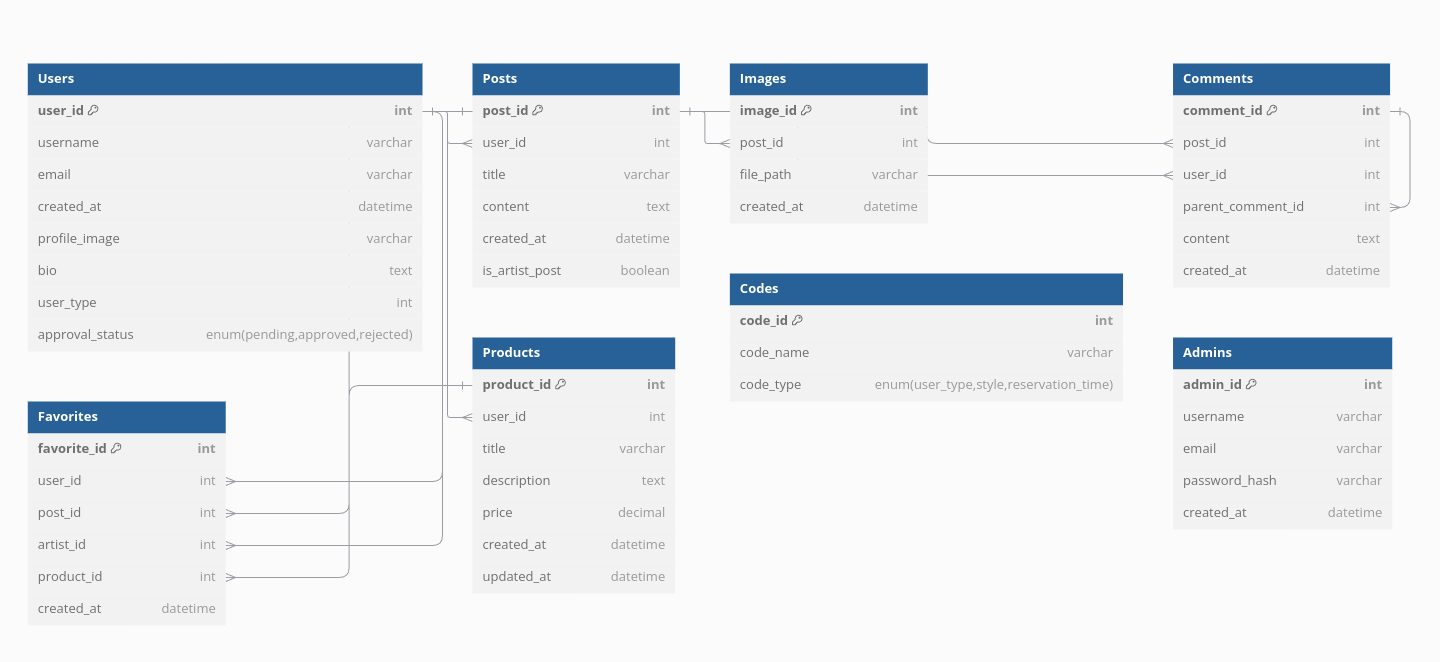 Users
user_id int
username varchar
email varchar
created_at datetime
profile_image varchar
bio text
user_type int
approval_status enum(pending,approved,rejected)
Favorites
favorite_id int
user_id int
post_id int
artist_id int
product_id int
created_at datetime
Posts
post_id int
user_id int
title varchar
content text
created_at datetime
is_artist_post boolean
Products
product_id int
user_id int
title varchar
description text
price decimal
created_at datetime
updated_at datetime
Images
image_id int
post_id int
file_path varchar
created_at datetime
Codes
code_id int
code_name varchar
code_type enum(user_type,style,reservation_time)
Comments
comment_id int
post_id int
user_id int
parent_comment_id int
content text
created_at datetime
Admins
admin_id int
username varchar
email varchar
password_hash varchar
created_at datetime